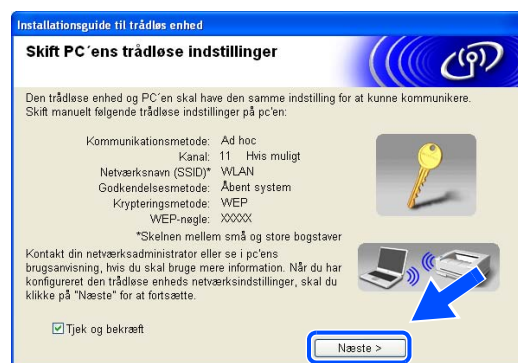 Installationsguide til trådløs enhed
Skift PC´ens trådløse indstillinger
Den trådløse enhed og PC´en skal have den samme indstilling for at kunne kommunikere.
Skift manuelt følgende trådløse indstillinger på pc'en:
Kommunikationsmetode: Ad hoc
Kanal: 11 Hvis muligt
Netværksnavn (SSID)* WLAN
Godkendelsesmetode: Åbent system
Krypteringsmetode: WEP
WEP-nøgle: XXXXX
*Skelnen mellem små og store bogstaver
Kontakt din netværksadministrator eller se i pc'ens
brugsanvisning, hvis du skal bruge mere information. Når du har
konfigureret den trådløse enheds netværksindstillinger, skal du
klikke på "Næste" for at fortsætte.
Tjek og bekræft
Næste >